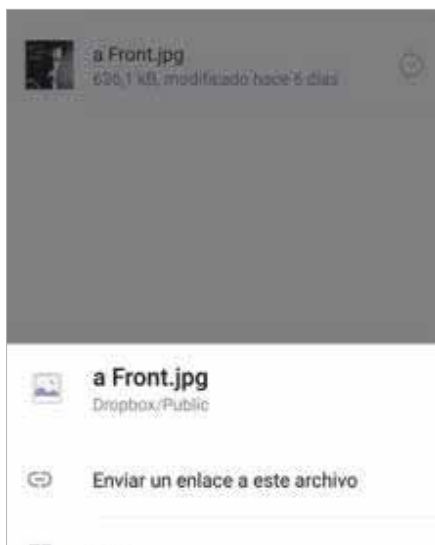 a Front.jpg
636,1 kB, modificado hace 6 días
a Front.jpg
Dropbox/Public
Enviar un enlace a este archivo